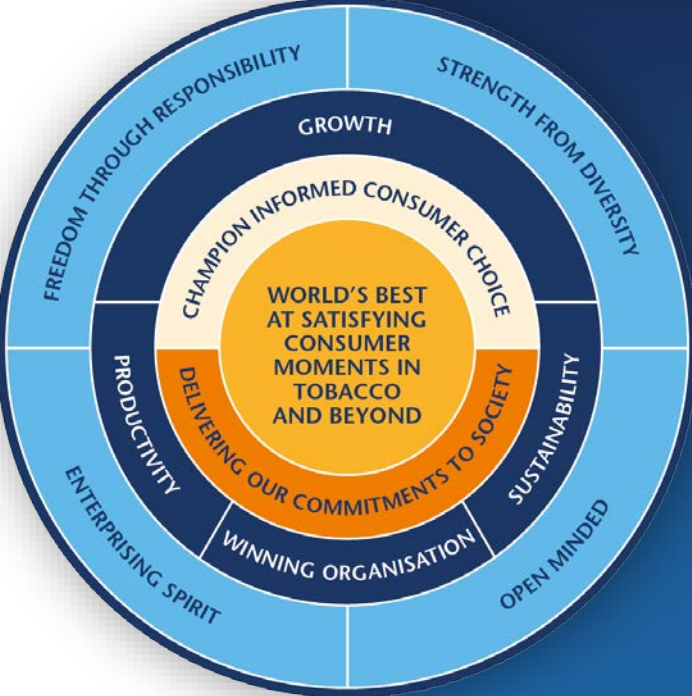 FREEDOM THROUGH RESPONSIBILITY
STRENGTH FROM DIVERSITY
GROWTH
CHAMPION INFORMED CONSUMER CHOICE
WORLD'S BEST
AT SATISFYING
CONSUMER
MOMENTS IN
TOBACCO
AND BEYOND
DELIVERING OUR COMMITMENTS TO SOCIETY
PRODUCTIVITY
WINNING ORGANISATION
SUSTAINABILITY
ENTERPRISING SPIRIT
OPEN MINDED